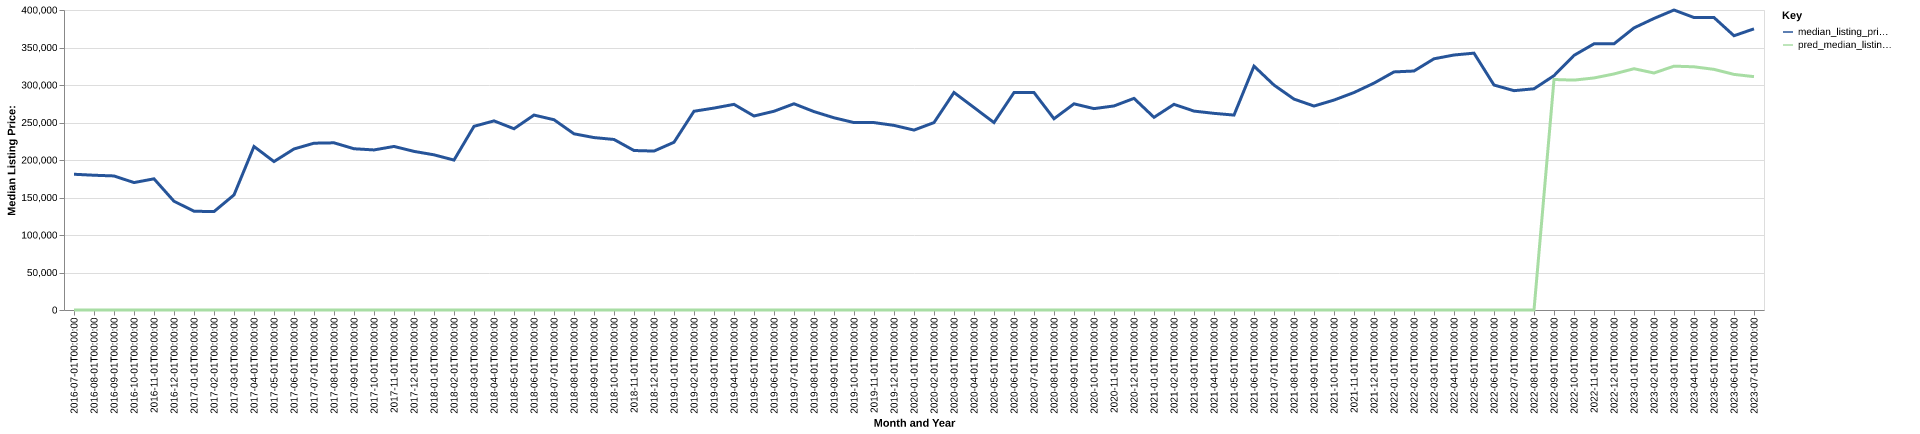 400,000
350,000
300,000
250,000
200,000
150,000
100,000
50,000
0
Median Listing Price:
2016-07-01T00:00:00
2016-08-01T00:00:00
2016-09-01T00:00:00
2016-10-01T00:00:00
2016-11-01T00:00:00
2016-12-01T00:00:00
2017-01-01T00:00:00
2017-02-01T00:00:00
2017-03-01T00:00:00
2017-04-01T00:00:00
2017-05-01T00:00:00
2017-06-01T00:00:00
2017-07-01T00:00:00
2017-08-01T00:00:00
2017-09-01T00:00:00
2017-10-01T00:00:00
2017-11-01T00:00:00
2017-12-01T00:00:00
2018-01-01T00:00:00
2018-02-01T00:00:00
2018-03-01T00:00:00
2018-04-01T00:00:00
2018-05-01T00:00:00
2018-06-01T00:00:00
2018-07-01T00:00:00
2018-08-01T00:00:00
2018-09-01T00:00:00
2018-10-01T00:00:00
2018-11-01T00:00:00
2018-12-01T00:00:00
2019-01-01T00:00:00
2019-02-01T00:00:00
2019-03-01T00:00:00
2019-04-01T00:00:00
2019-05-01T00:00:00
2019-06-01T00:00:00
2019-07-01T00:00:00
2019-08-01T00:00:00
2019-09-01T00:00:00
2019-10-01T00:00:00
2019-11-01T00:00:00
2019-12-01T00:00:00
2020-01-01T00:00:00
2020-02-01T00:00:00
2020-03-01T00:00:00
2020-04-01T00:00:00
2020-05-01T00:00:00
2020-06-01T00:00:00
2020-07-01T00:00:00
2020-08-01T00:00:00
2020-09-01T00:00:00
2020-10-01T00:00:00
2020-11-01T00:00:00
2020-12-01T00:00:00
2021-01-01T00:00:00
2021-02-01T00:00:00
2021-03-01T00:00:00
2021-04-01T00:00:00
2021-05-01T00:00:00
2021-06-01T00:00:00
2021-07-01T00:00:00
2021-08-01T00:00:00
2021-09-01T00:00:00
2021-10-01T00:00:00
2021-11-01T00:00:00
2021-12-01T00:00:00
2022-01-01T00:00:00
2022-02-01T00:00:00
2022-03-01T00:00:00
2022-04-01T00:00:00
2022-05-01T00:00:00
2022-06-01T00:00:00
2022-07-01T00:00:00
2022-08-01T00:00:00
2022-09-01T00:00:00
2022-10-01T00:00:00
2022-11-01T00:00:00
2022-12-01T00:00:00
2023-01-01T00:00:00
2023-02-01T00:00:00
2023-03-01T00:00:00
2023-04-01T00:00:00
2023-05-01T00:00:00
2023-06-01T00:00:00
2023-07-01T00:00:00
Month and Year
Key
median_listing_pri…
pred_median_listin…